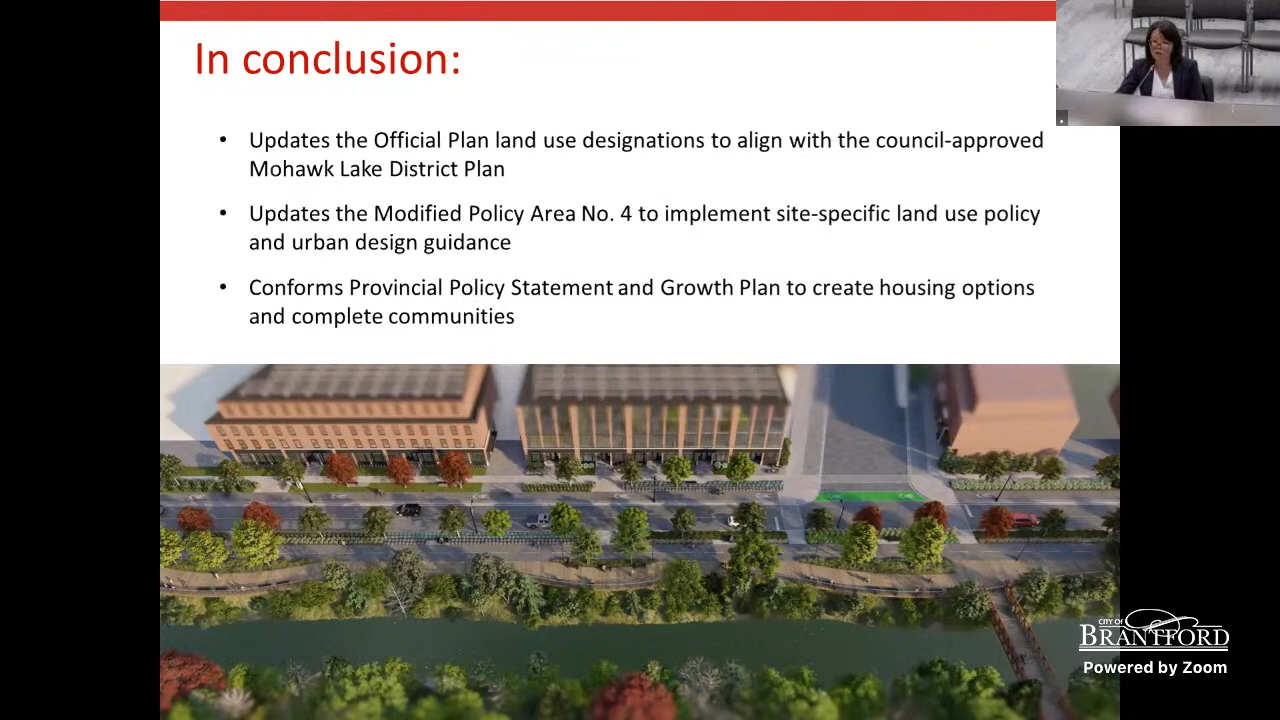 In conclusion:
• Updates the Official Plan land use designations to align with the council-approved
Mohawk Lake District Plan
• Updates the Modified Policy Area No. 4 to implement site-specific land use policy
and urban design guidance
• Conforms Provincial Policy Statement and Growth Plan to create housing options
and complete communities
CITY OF
BRANTFORD
Powered by Zoom